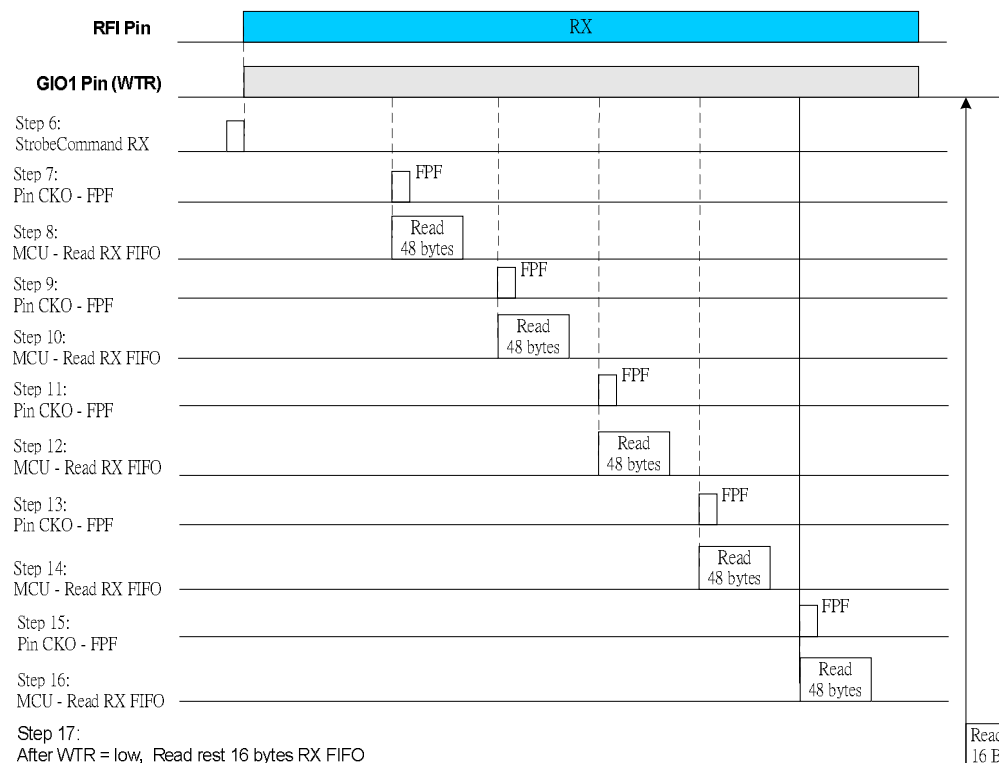 RFI Pin
RX
GIO1 Pin (WTR)
Step 6:
StrobeCommand RX
Step 7:
Pin CKO - FPF
FPF
Step 8:
MCU - Read RX FIFO
Read
48 bytes
Step 9:
Pin CKO - FPF
FPF
Step 10:
MCU - Read RX FIFO
Read
48 bytes
Step 11:
Pin CKO - FPF
FPF
Step 12:
MCU - Read RX FIFO
Read
48 bytes
Step 13:
Pin CKO - FPF
FPF
Step 14:
MCU - Read RX FIFO
Read
48 bytes
Step 15:
Pin CKO - FPF
FPF
Step 16:
MCU - Read RX FIFO
Read
48 bytes
Step 17:
After WTR = low, Read rest 16 bytes RX FIFO
Read
16 B